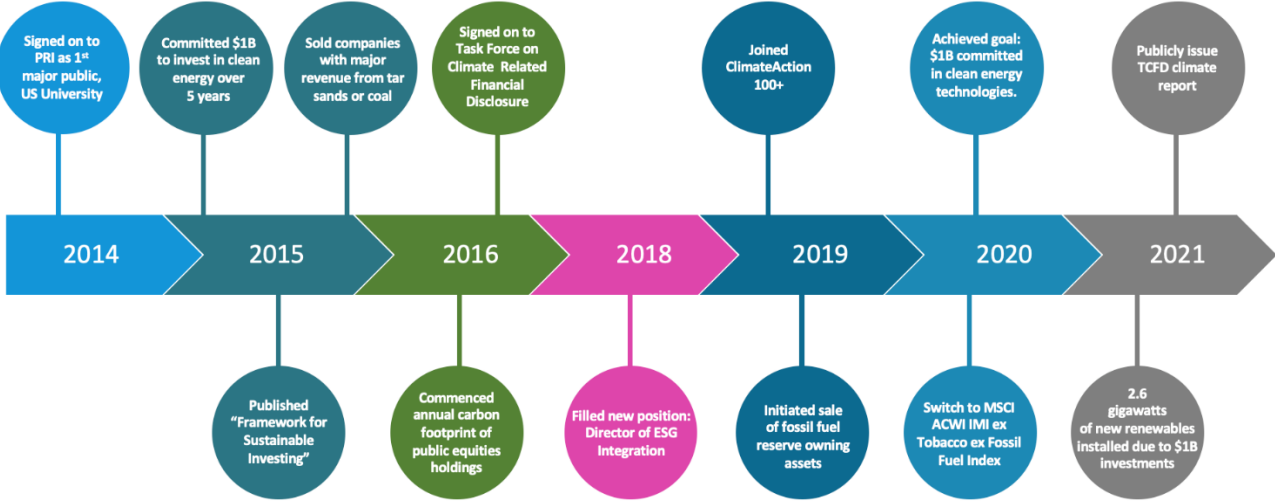 Signed on to
PRI as 1st
major public,
US University
Committed $1B
to invest in clean
energy over
5 years
Sold companies
with major
revenue from tar
sands or coal
Signed on to
Task Force on
Climate Related
Financial
Disclosure
Joined
ClimateAction
100+
Achieved goal:
$1B committed
in clean energy
technologies.
Publicly issue
TCFD climate
report
2014
2015
2016
2018
2019
2020
2021
Published
“Framework for
Sustainable
Investing”
Commenced
annual carbon
footprint of
public equities
holdings
Filled new position:
Director of ESG
Integration
Initiated sale
of fossil fuel
reserve owning
assets
Switch to MSCI
ACWI IMI ex
Tobacco ex Fossil
Fuel Index
2.6
gigawatts
of new renewables
installed due to $1B
investments